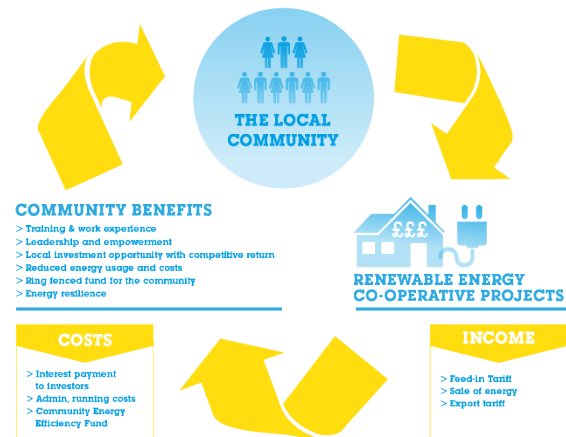 THE LOCAL
COMMUNITY
COMMUNITY BENEFITS
> Training & work experience
> Leadership and empowerment
> Local investment opportunity with competitive return
> Reduced energy usage and costs
> Ring fenced fund for the community
> Energy resilience
£££
RENEWABLE ENERGY
CO-OPERATIVE PROJECTS
COSTS
> Interest payment
to investors
> Admin, running costs
> Community Energy
Efficiency Fund
INCOME
> Feed-in Tariff
> Sale of energy
> Export tariff